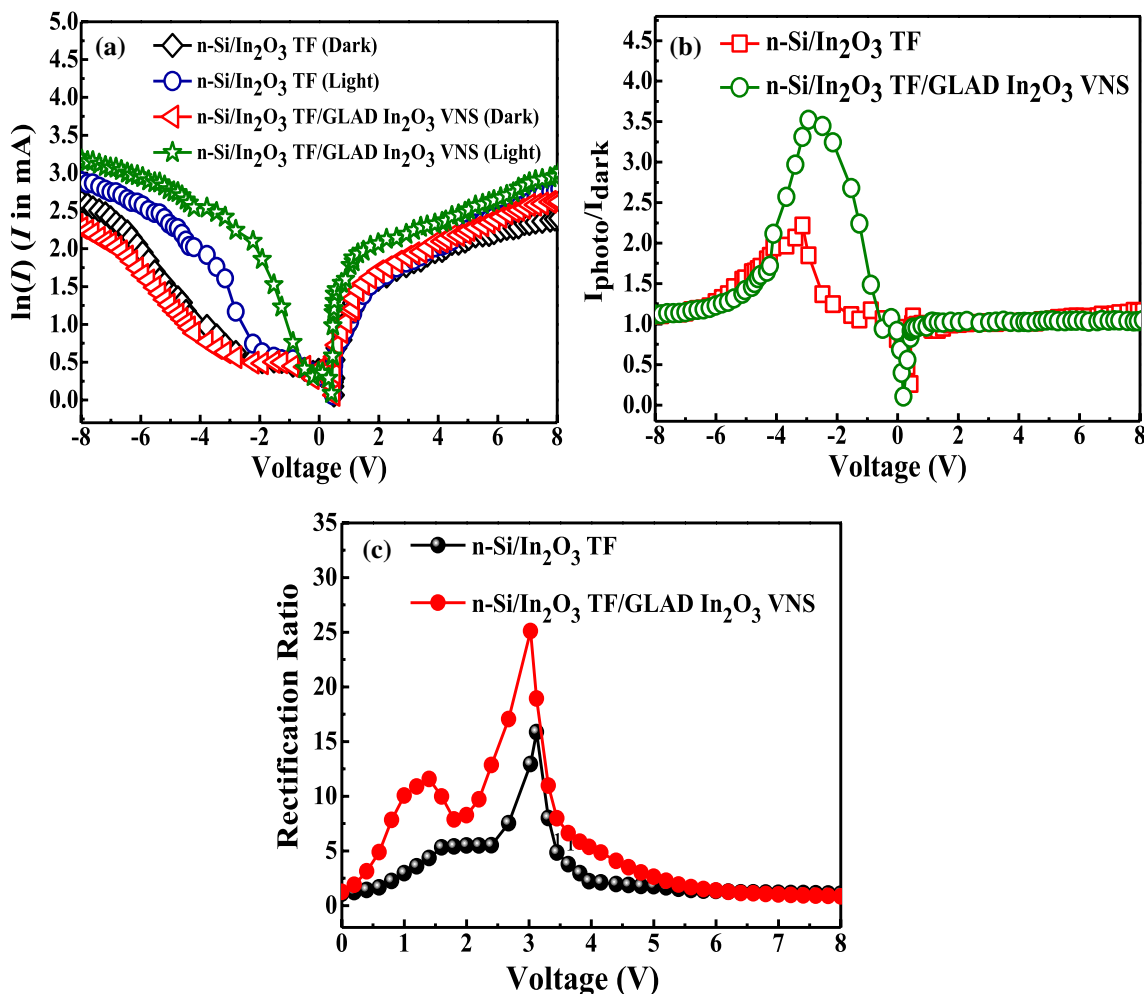 (a)
n-Si/In₂O₃ TF (Dark)
n-Si/In₂O₃ TF (Light)
n-Si/In₂O₃ TF/GLAD In₂O₃ VNS (Dark)
n-Si/In₂O₃ TF/GLAD In₂O₃ VNS (Light)
ln(I) (I in mA)
5.0
4.5
4.0
3.5
3.0
2.5
2.0
1.5
1.0
0.5
0.0
-8 -6 -4 -2 0 2 4 6 8
Voltage (V)
(b)
n-Si/In₂O₃ TF
n-Si/In₂O₃ TF/GLAD In₂O₃ VNS
Iphoto/Idark
4.5
4.0
3.5
3.0
2.5
2.0
1.5
1.0
0.5
0.0
-8 -6 -4 -2 0 2 4 6 8
Voltage (V)
(c)
n-Si/In₂O₃ TF
n-Si/In₂O₃ TF/GLAD In₂O₃ VNS
Rectification Ratio
35
30
25
20
15
10
5
0
0 1 2 3 4 5 6 7 8
Voltage (V)